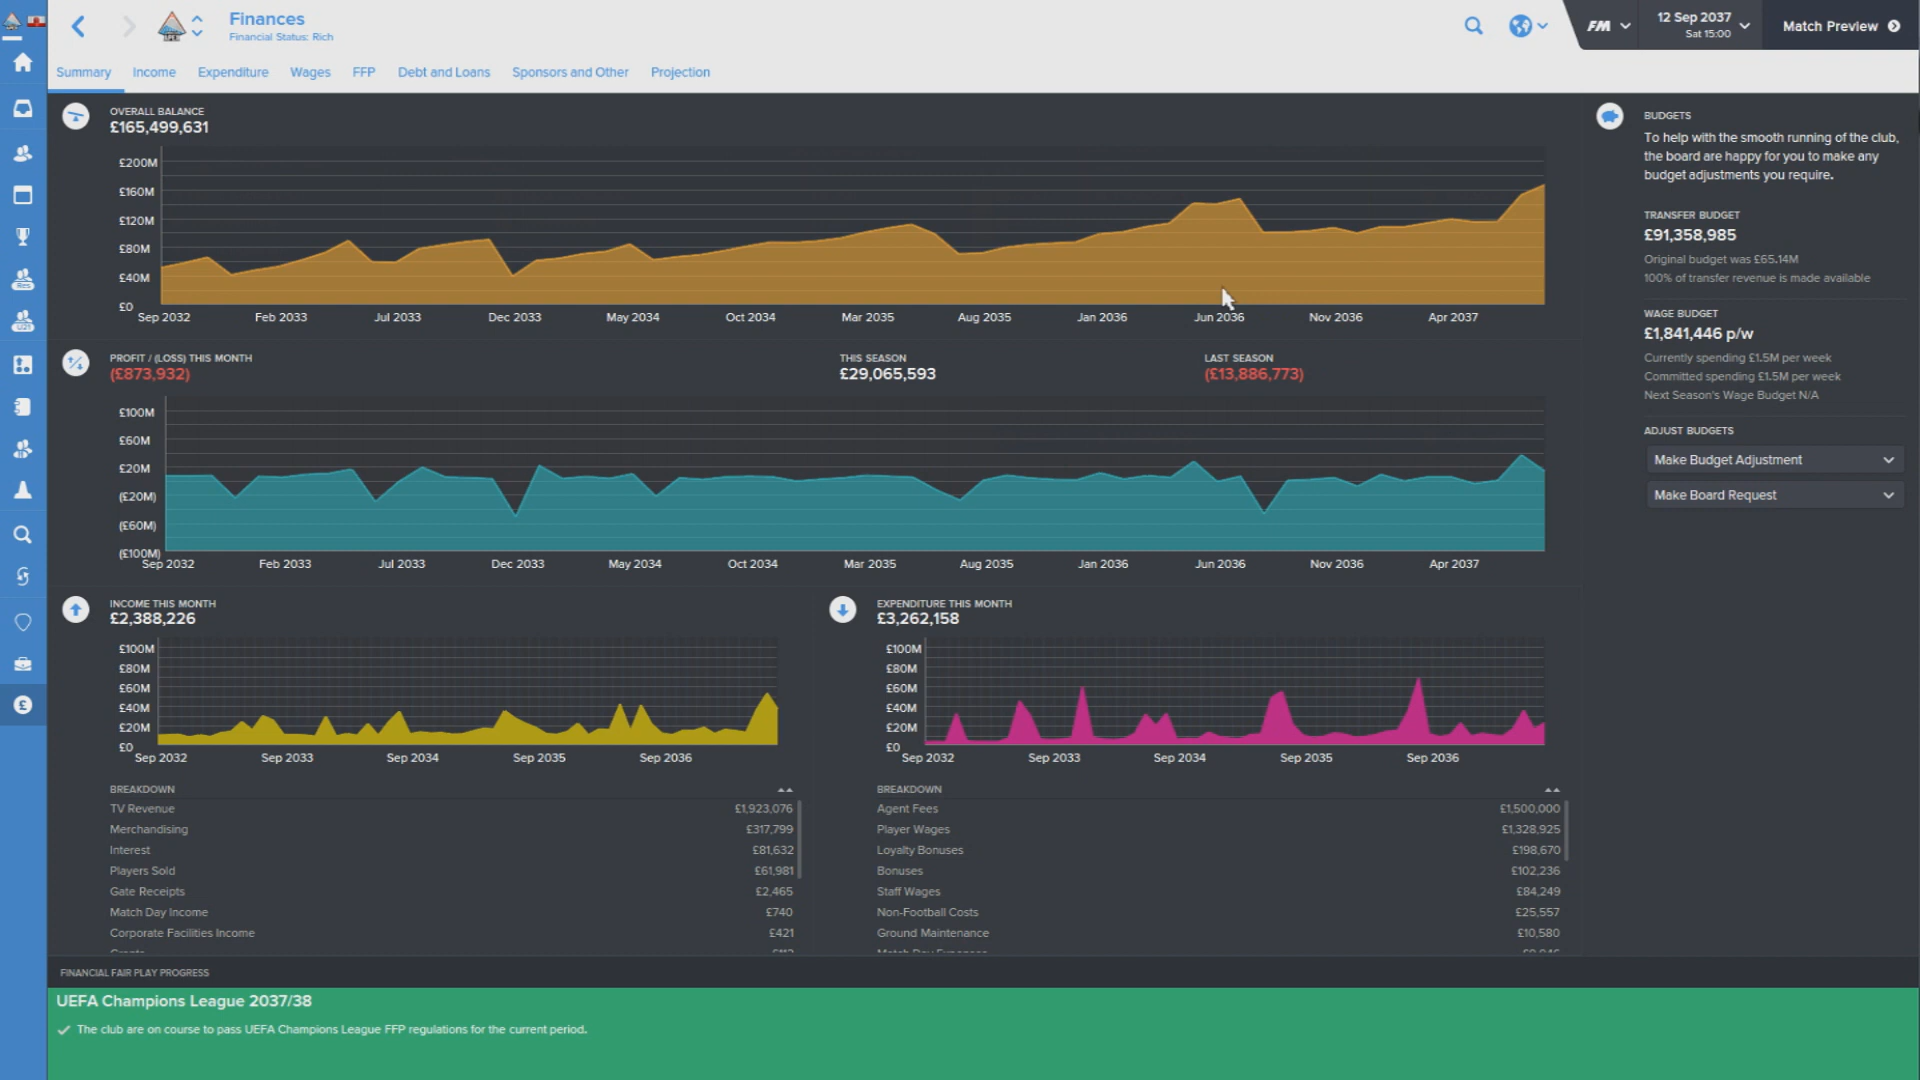 Finances
Financial Status: Rich
FM
12 Sep 2037
Sat 15:00
Match Preview
Summary Income Expenditure Wages FFP Debt and Loans Sponsors and Other Projection
OVERALL BALANCE
£165,499,631
£200M
£160M
£120M
£80M
£40M
£0
Sep 2032 Feb 2033 Jul 2033 Dec 2033 May 2034 Oct 2034 Mar 2035 Aug 2035 Jan 2036 Jun 2036 Nov 2036 Apr 2037
PROFIT / (LOSS) THIS MONTH
(£873,932)
THIS SEASON
£29,065,593
LAST SEASON
(£13,886,773)
£100M
£60M
£20M
(£20M)
(£60M)
(£100M)
Sep 2032 Feb 2033 Jul 2033 Dec 2033 May 2034 Oct 2034 Mar 2035 Aug 2035 Jan 2036 Jun 2036 Nov 2036 Apr 2037
INCOME THIS MONTH
£2,388,226
£100M
£80M
£60M
£40M
£20M
£0
Sep 2032 Sep 2033 Sep 2034 Sep 2035 Sep 2036
BREAKDOWN
TV Revenue £1,923,076
Merchandising £317,799
Interest £81,632
Players Sold £61,981
Gate Receipts £2,465
Match Day Income £740
Corporate Facilities Income £421
EXPENDITURE THIS MONTH
£3,262,158
£100M
£80M
£60M
£40M
£20M
£0
Sep 2032 Sep 2033 Sep 2034 Sep 2035 Sep 2036
BREAKDOWN
Agent Fees £1,500,000
Player Wages £1,328,925
Loyalty Bonuses £198,670
Bonuses £102,236
Staff Wages £84,249
Non-Football Costs £25,557
Ground Maintenance £10,580
BUDGETS
To help with the smooth running of the club,
the board are happy for you to make any
budget adjustments you require.
TRANSFER BUDGET
£91,358,985
Original budget was £65.14M
100% of transfer revenue is made available
WAGE BUDGET
£1,841,446 p/w
Currently spending £1.5M per week
Committed spending £1.5M per week
Next Season's Wage Budget N/A
ADJUST BUDGETS
Make Budget Adjustment
Make Board Request
FINANCIAL FAIR PLAY PROGRESS
UEFA Champions League 2037/38
The club are on course to pass UEFA Champions League FFP regulations for the current period.